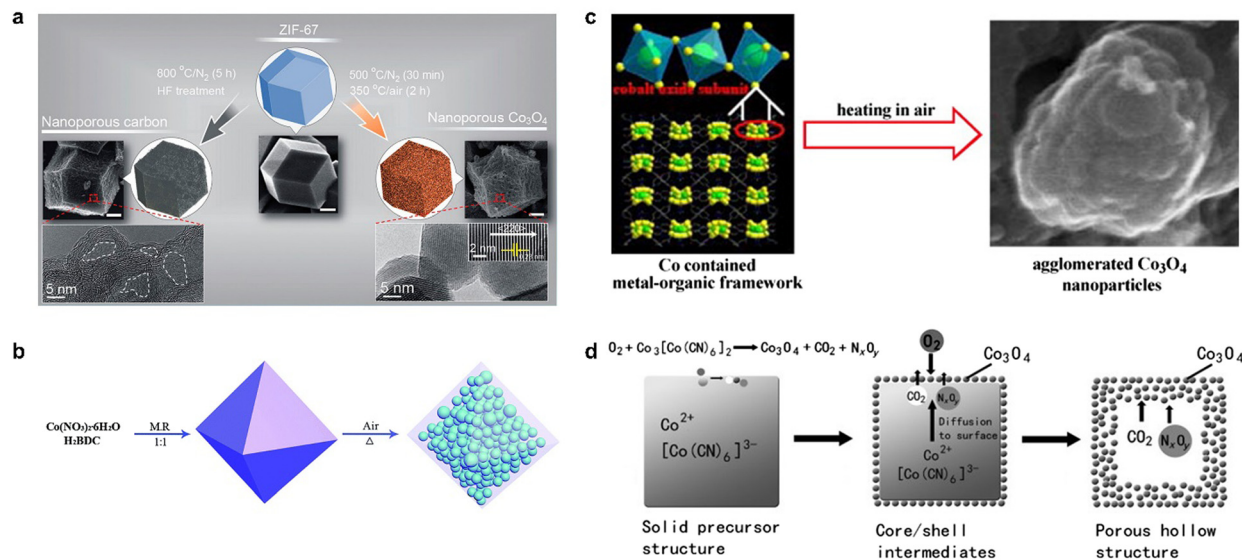 a
ZIF-67
800 °C/N₂ (5 h)
HF treatment
500 °C/N₂ (30 min)
350 °C/air (2 h)
Nanoporous carbon
Nanoporous Co₃O₄
5 nm
5 nm
2 nm
<220>
b
Co(NO₃)₂·6H₂O
H₂BDC
M.R
1:1
Air
△
c
cobalt oxide subunit
heating in air
Co contained
metal-organic framework
agglomerated Co₃O₄
nanoparticles
d
O₂ + Co₃[Co(CN)₆]₂ → Co₃O₄ + CO₂ + NₓOᵧ
Co²⁺
[Co(CN)₆]³⁻
Solid precursor
structure
O₂
Co₃O₄
CO₂
NₓOᵧ
Diffusion
to surface
Co²⁺
[Co(CN)₆]³⁻
Core/shell
intermediates
Co₃O₄
CO₂
NₓOᵧ
Porous hollow
structure